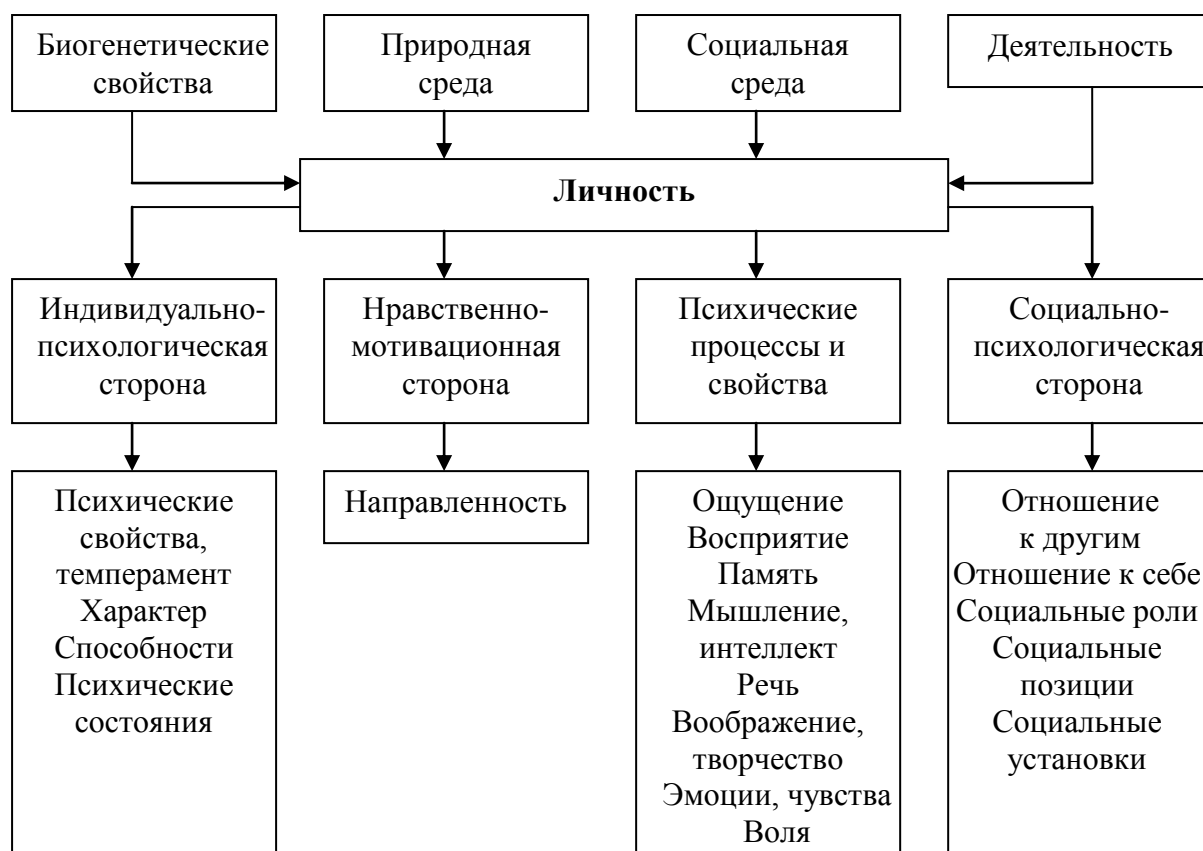 Биогенетические
свойства
Природная
среда
Социальная
среда
Деятельность
Личность
Индивидуально-
психологическая
сторона
Нравственно-
мотивационная
сторона
Психические
процессы и
свойства
Социально-
психологическая
сторона
Психические
свойства,
темперамент
Характер
Способности
Психические
состояния
Направленность
Ощущение
Восприятие
Память
Мышление,
интеллект
Речь
Воображение,
творчество
Эмоции, чувства
Воля
Отношение
к другим
Отношение к себе
Социальные роли
Социальные
позиции
Социальные
установки